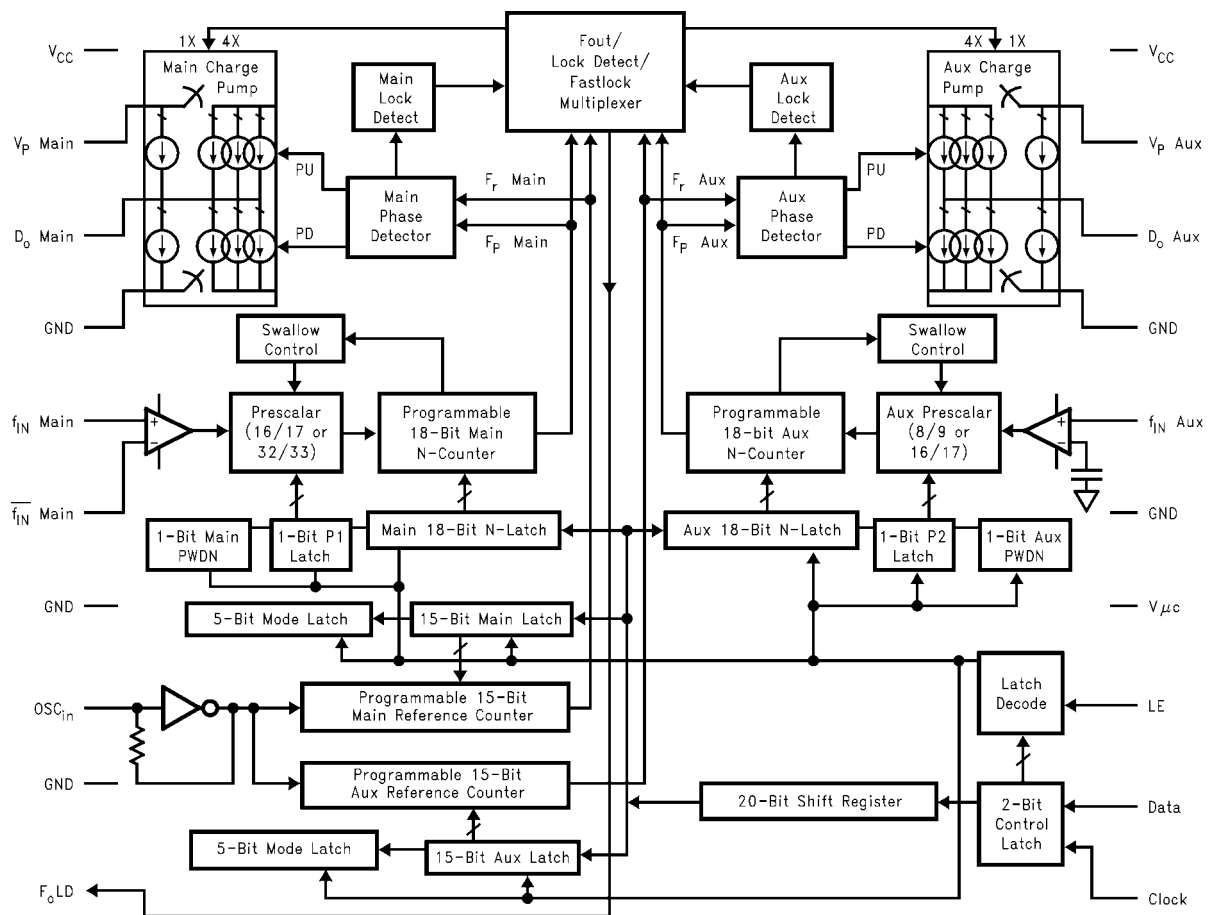 Fout/
Lock Detect/
Fastlock
Multiplexer
1X 4X
4X 1X
V_CC
Main Charge
Pump
Main
Lock
Detect
Aux
Lock
Detect
Aux Charge
Pump
V_CC
V_P Main
V_P Aux
PU
F_r Main
F_r Aux
PU
Main
Phase
Detector
Aux
Phase
Detector
D_o Main
PD
F_p Main
F_p Aux
PD
D_o Aux
GND
GND
Swallow
Control
Swallow
Control
f_IN Main
Prescalar
(16/17 or
32/33)
Programmable
18-Bit Main
N-Counter
Programmable
18-bit Aux
N-Counter
Aux Prescalar
(8/9 or
16/17)
f_IN Aux
+
−
+
−
f̅_I̅N̅ Main
GND
1-Bit Main
PWDN
1-Bit P1
Latch
Main 18-Bit N-Latch
Aux 18-Bit N-Latch
1-Bit P2
Latch
1-Bit Aux
PWDN
GND
5-Bit Mode Latch
15-Bit Main Latch
Vμc
OSC_in
Programmable 15-Bit
Main Reference Counter
Latch
Decode
LE
GND
Programmable 15-Bit
Aux Reference Counter
20-Bit Shift Register
2-Bit
Control
Latch
Data
5-Bit Mode Latch
15-Bit Aux Latch
F_oLD
Clock